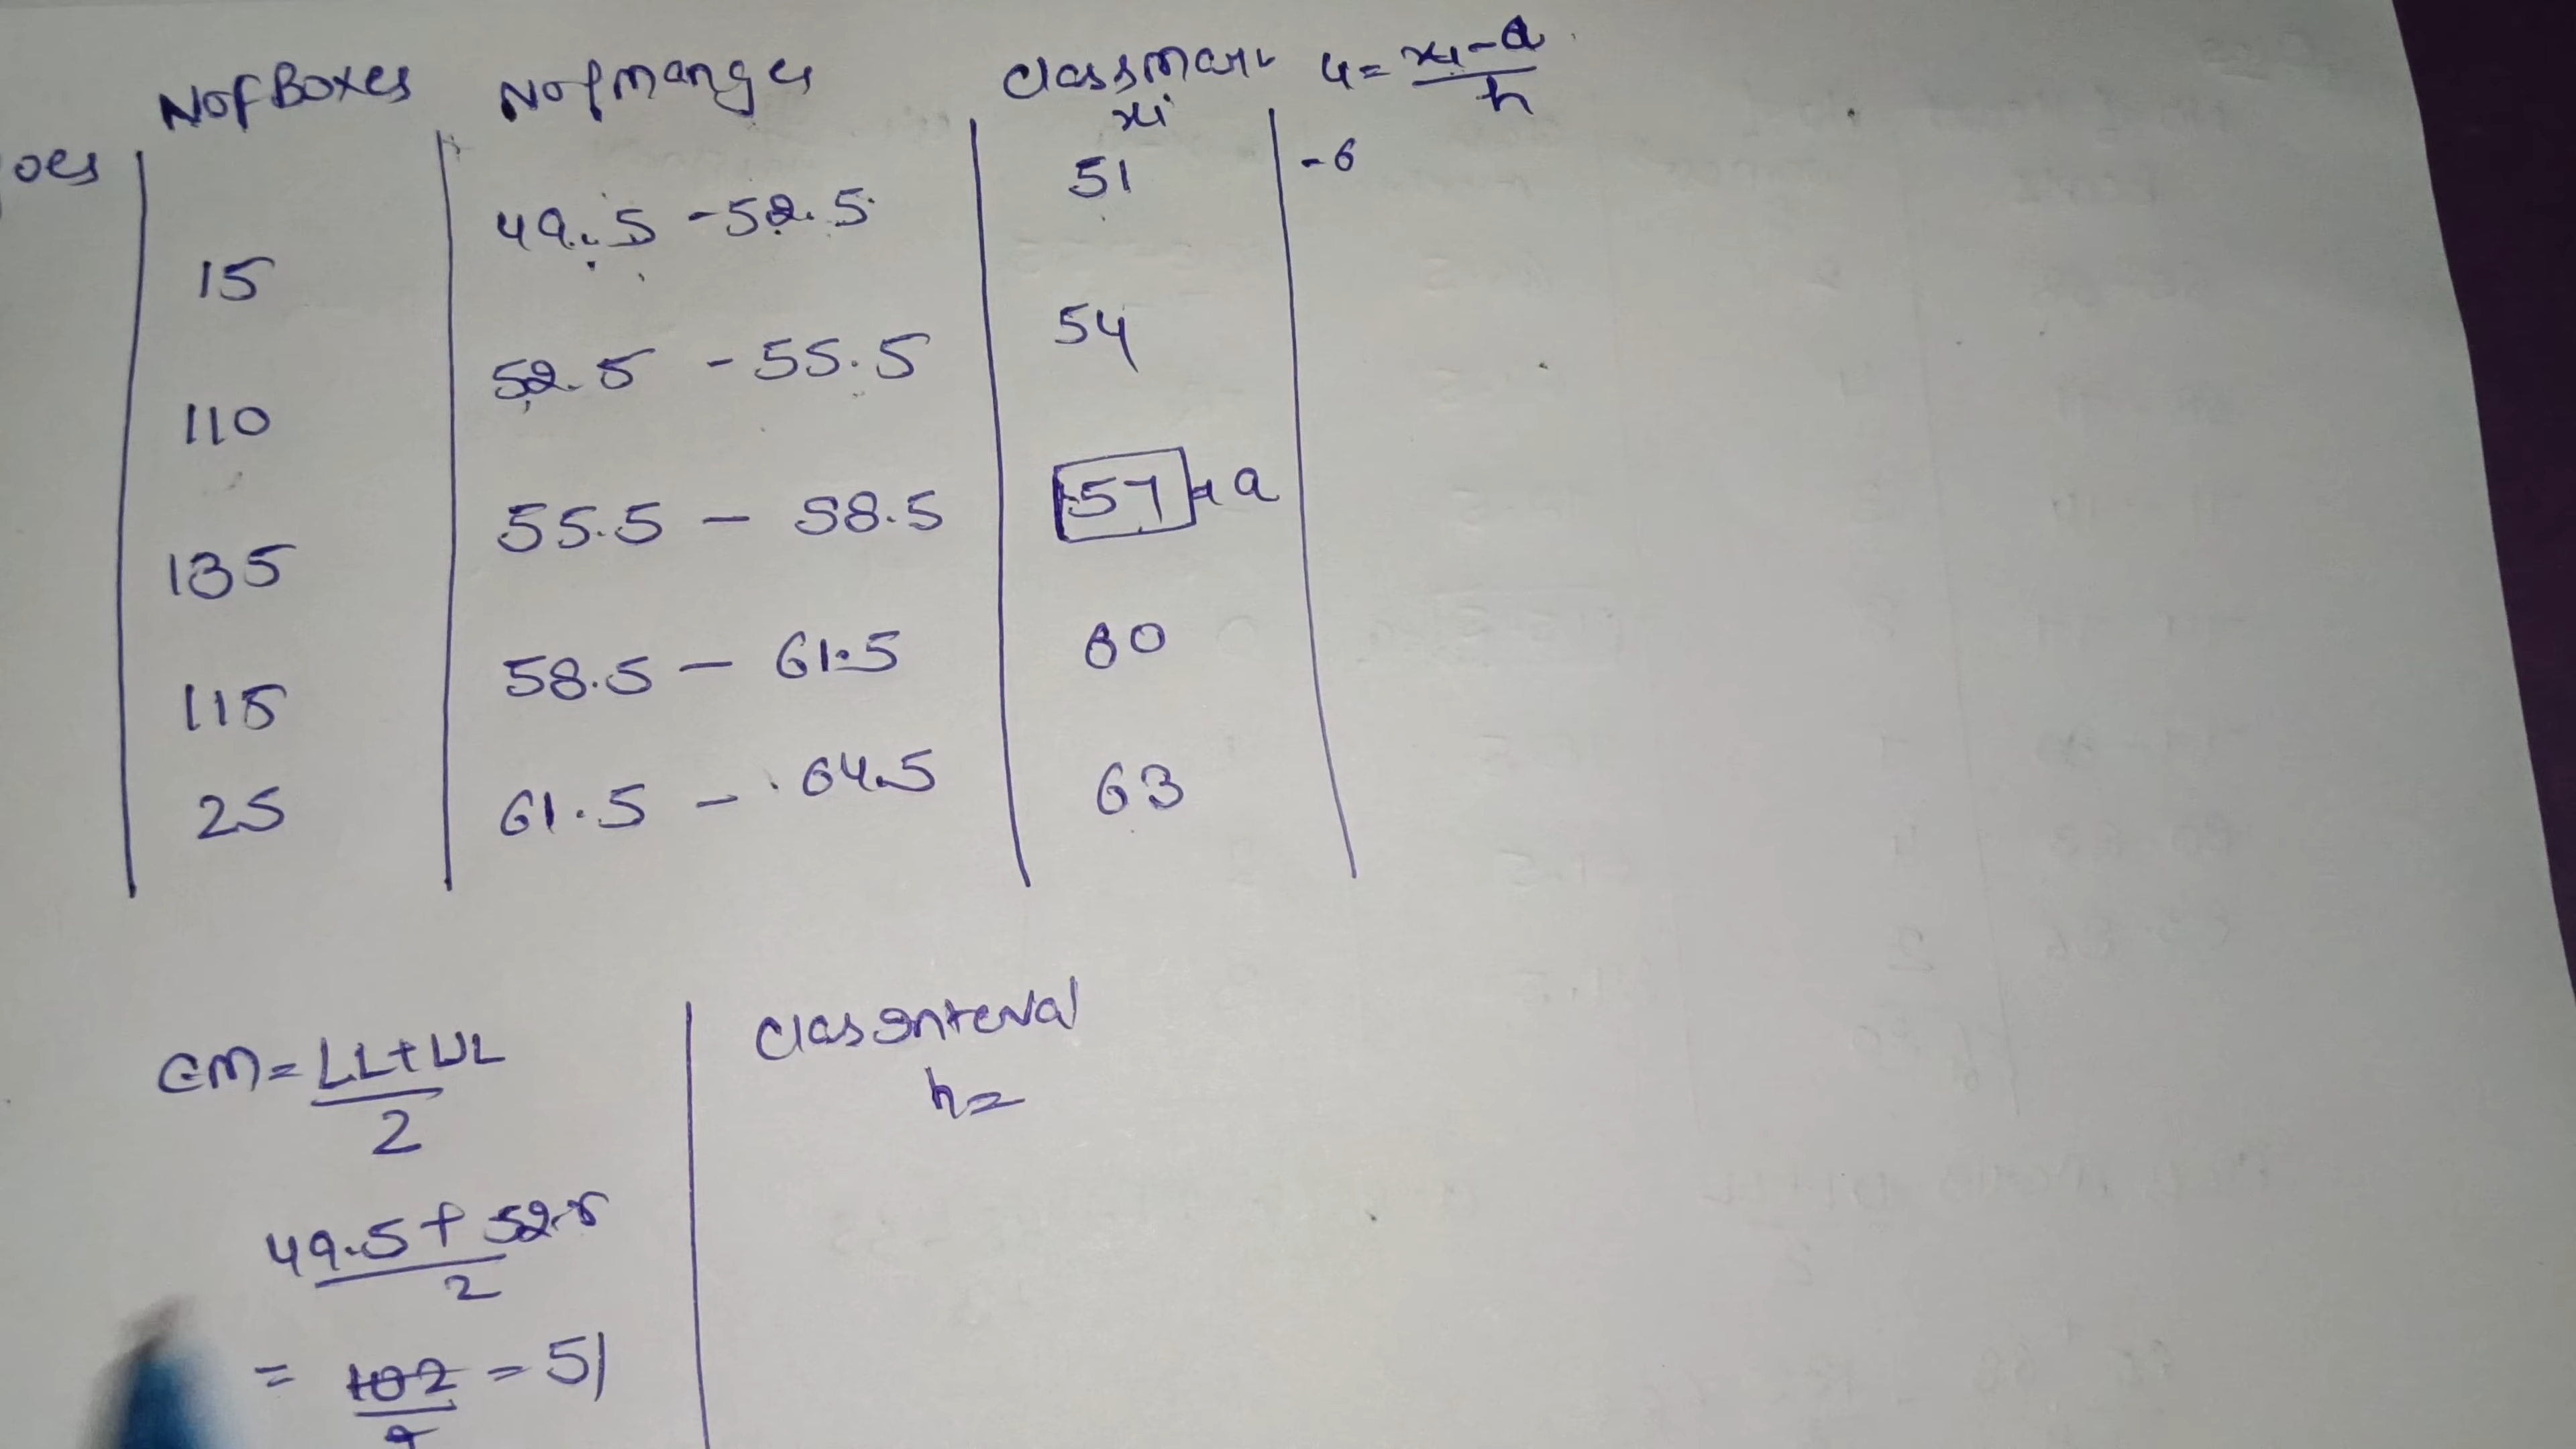 No of Boxes No of mangoes Class Mark xi u = xi - a / h
oes
51 -6
15 49.5 - 52.5
54
110 52.5 - 55.5
57 = a
135 55.5 - 58.5
60
115 58.5 - 61.5
63
25 61.5 - 64.5
CM = LL+UL / 2
Class Interval
h =
49.5 + 52.5 / 2
= 102 / 2 = 51